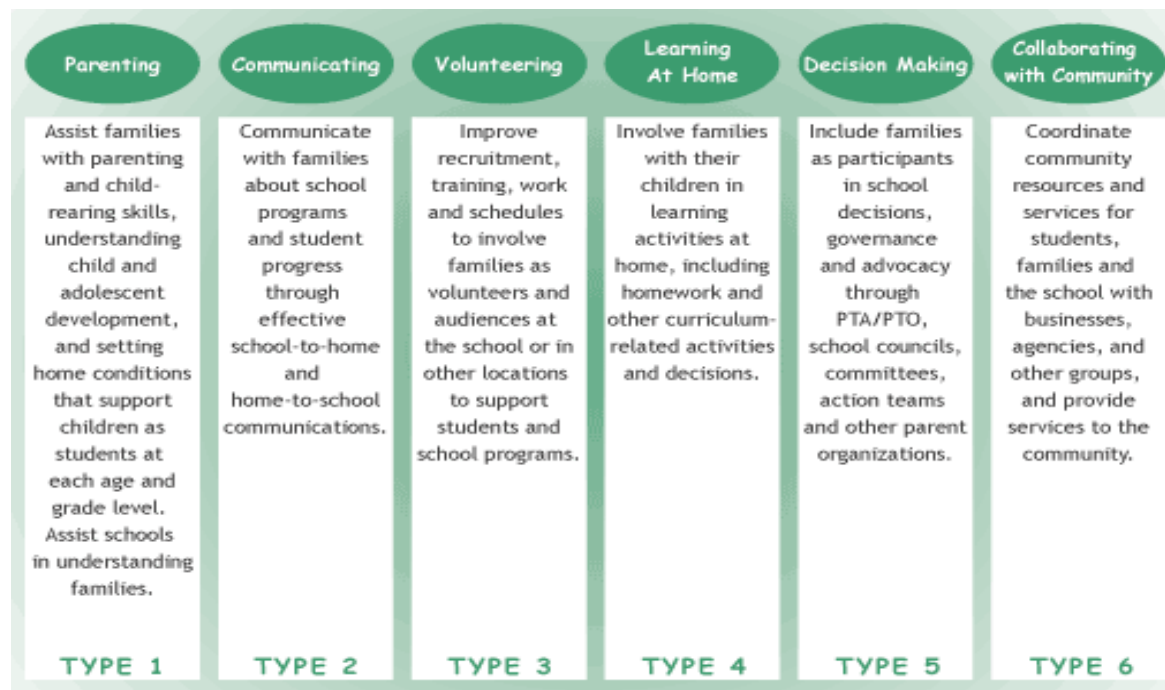 Parenting
Assist families
with parenting
and child-
rearing skills,
understanding
child and
adolescent
development,
and setting
home conditions
that support
children as
students at
each age and
grade level.
Assist schools
in understanding
families.
TYPE 1
Communicating
Communicate
with families
about school
programs
and student
progress
through
effective
school-to-home
and
home-to-school
communications.
TYPE 2
Volunteering
Improve
recruitment,
training, work
and schedules
to involve
families as
volunteers and
audiences at
the school or in
other locations
to support
students and
school programs.
TYPE 3
Learning
At Home
Involve families
with their
children in
learning
activities at
home, including
homework and
other curriculum-
related activities
and decisions.
TYPE 4
Decision Making
Include families
as participants
in school
decisions,
governance
and advocacy
through
PTA/PTO,
school councils,
committees,
action teams
and other parent
organizations.
TYPE 5
Collaborating
with Community
Coordinate
community
resources and
services for
students,
families and
the school with
businesses,
agencies, and
other groups,
and provide
services to the
community.
TYPE 6